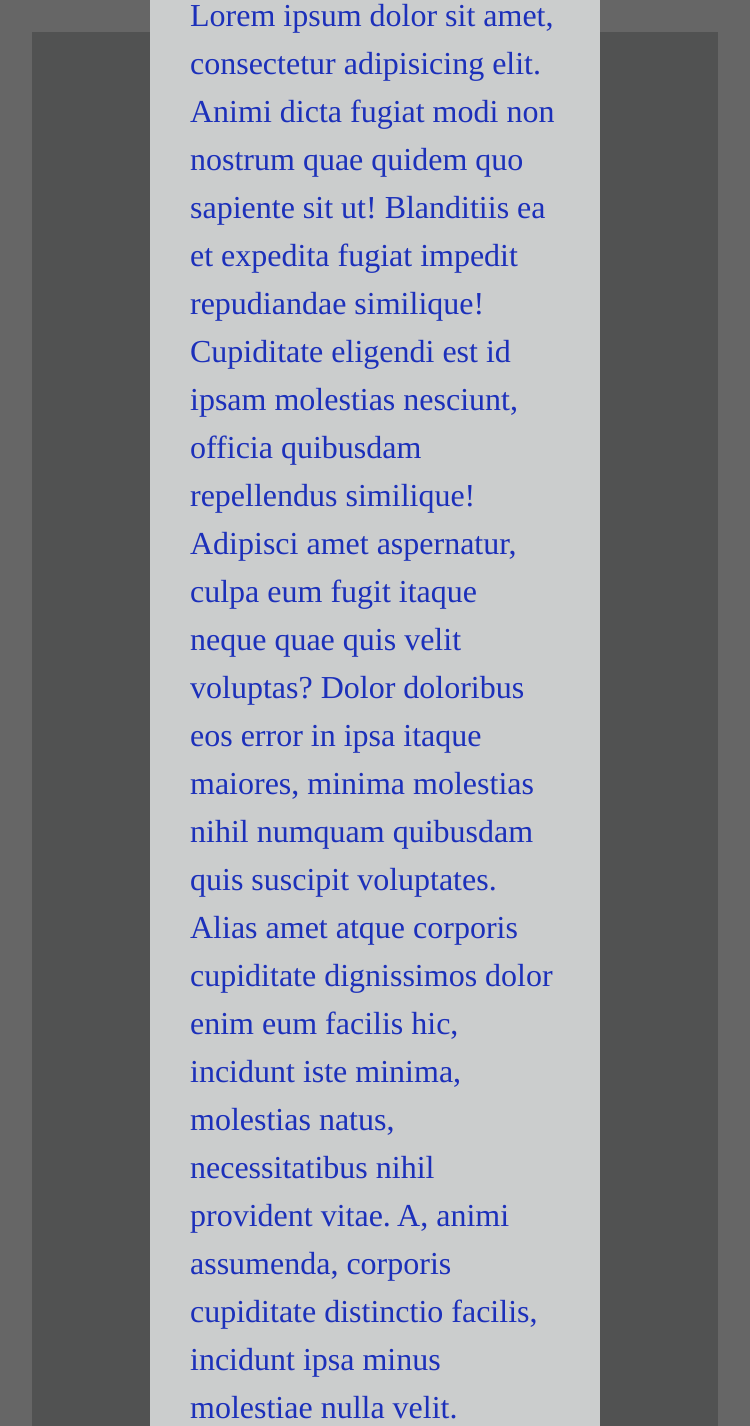 Lorem ipsum dolor sit amet,
consectetur adipisicing elit.
Animi dicta fugiat modi non
nostrum quae quidem quo
sapiente sit ut! Blanditiis ea
et expedita fugiat impedit
repudiandae similique!
Cupiditate eligendi est id
ipsam molestias nesciunt,
officia quibusdam
repellendus similique!
Adipisci amet aspernatur,
culpa eum fugit itaque
neque quae quis velit
voluptas? Dolor doloribus
eos error in ipsa itaque
maiores, minima molestias
nihil numquam quibusdam
quis suscipit voluptates.
Alias amet atque corporis
cupiditate dignissimos dolor
enim eum facilis hic,
incidunt iste minima,
molestias natus,
necessitatibus nihil
provident vitae. A, animi
assumenda, corporis
cupiditate distinctio facilis,
incidunt ipsa minus
molestiae nulla velit.